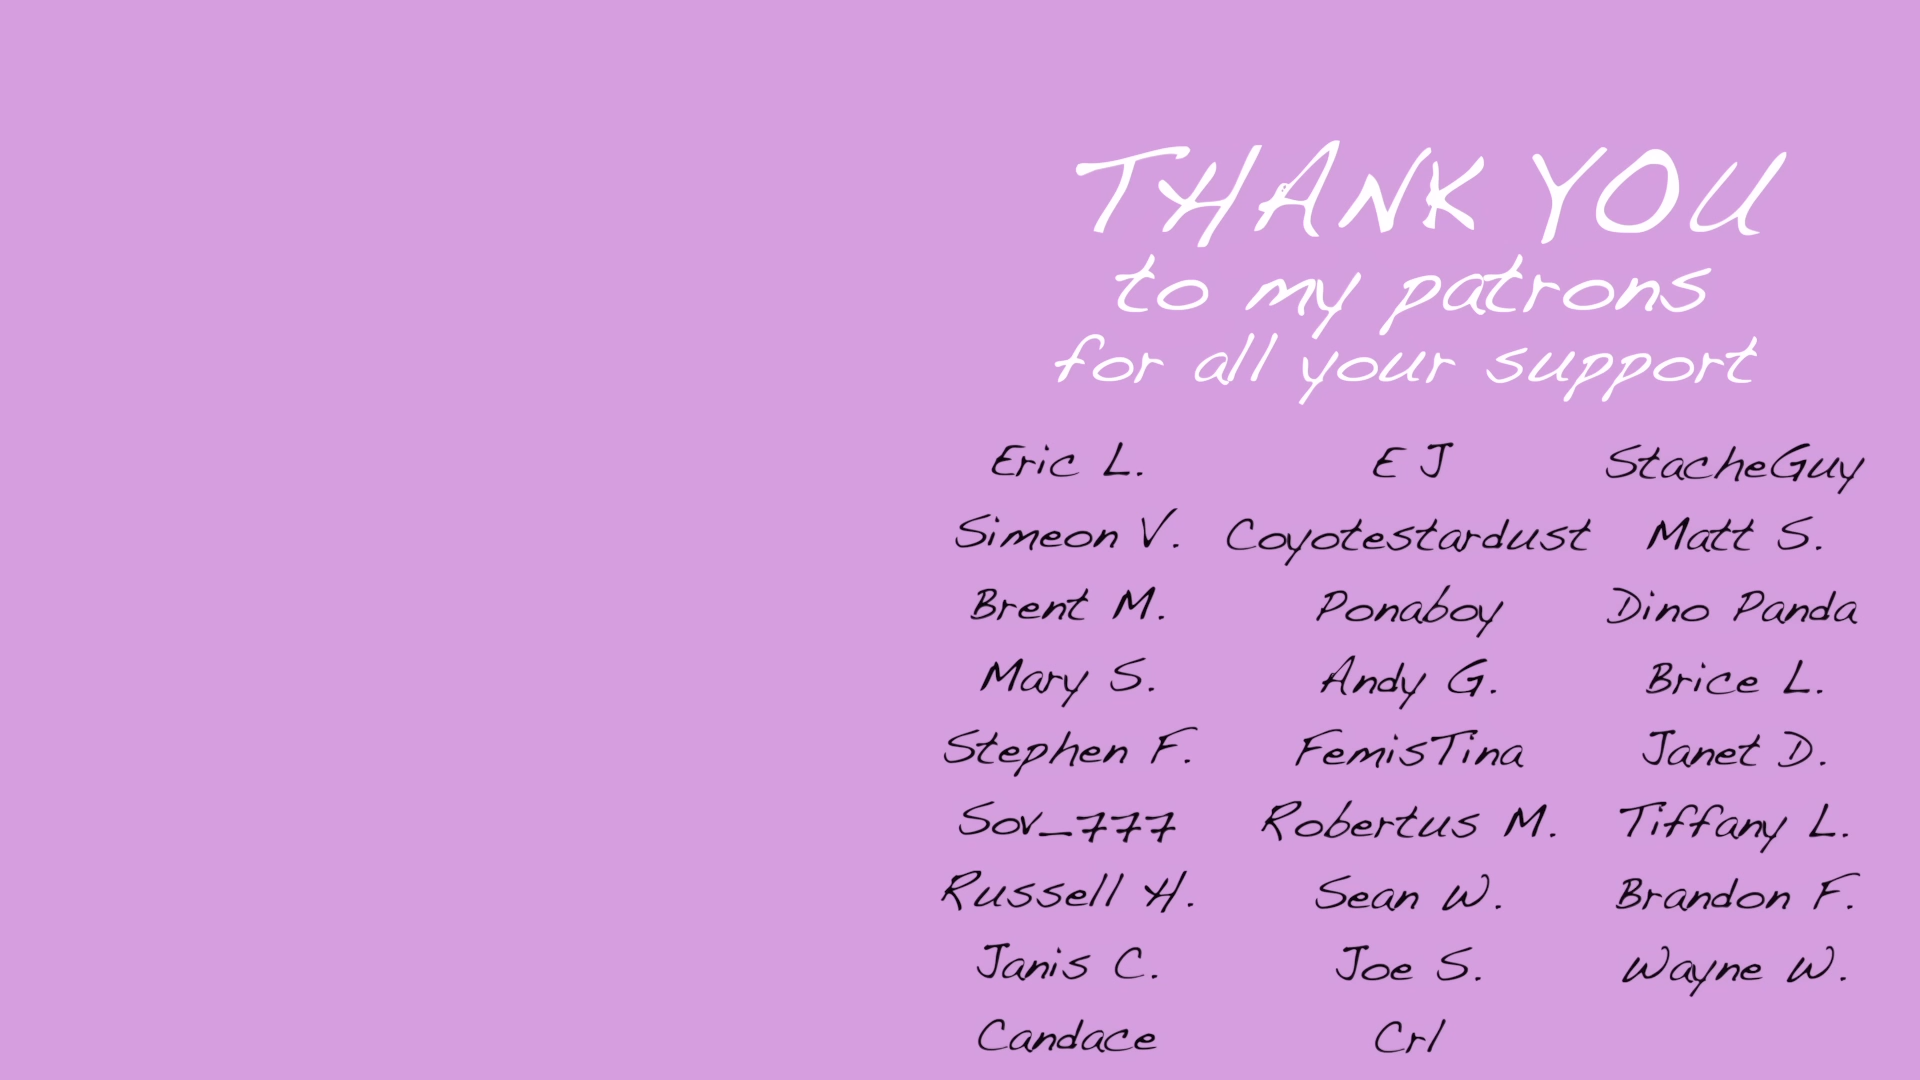 THANK YOU
to my patrons
for all your support
Eric L. E J StacheGuy
Simeon V. Coyotestardust Matt S.
Brent M. Ponaboy Dino Panda
Mary S. Andy G. Brice L.
Stephen F. FemisTina Janet D.
Sov_777 Robertus M. Tiffany L.
Russell H. Sean W. Brandon F.
Janis C. Joe S. Wayne W.
Candace Crl